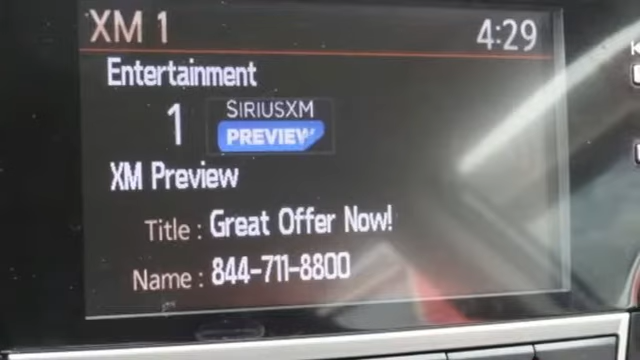 XM 1 4:29
Entertainment
1 SIRIUSXM
PREVIEW
XM Preview
Title : Great Offer Now!
Name : 844-711-8800